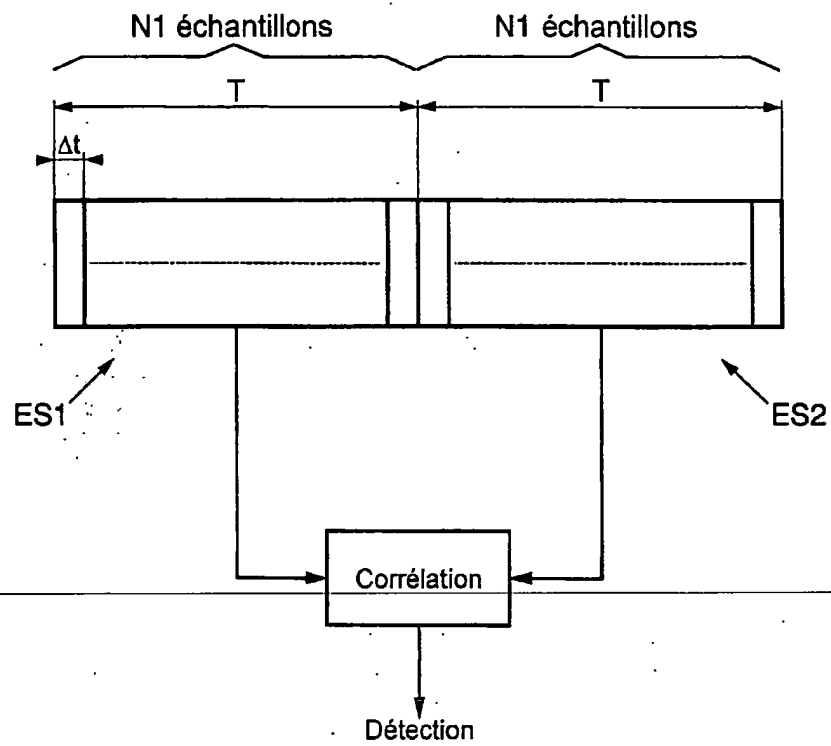 N1 échantillons
N1 échantillons
T
T
Δt
ES1
ES2
Corrélation
Détection